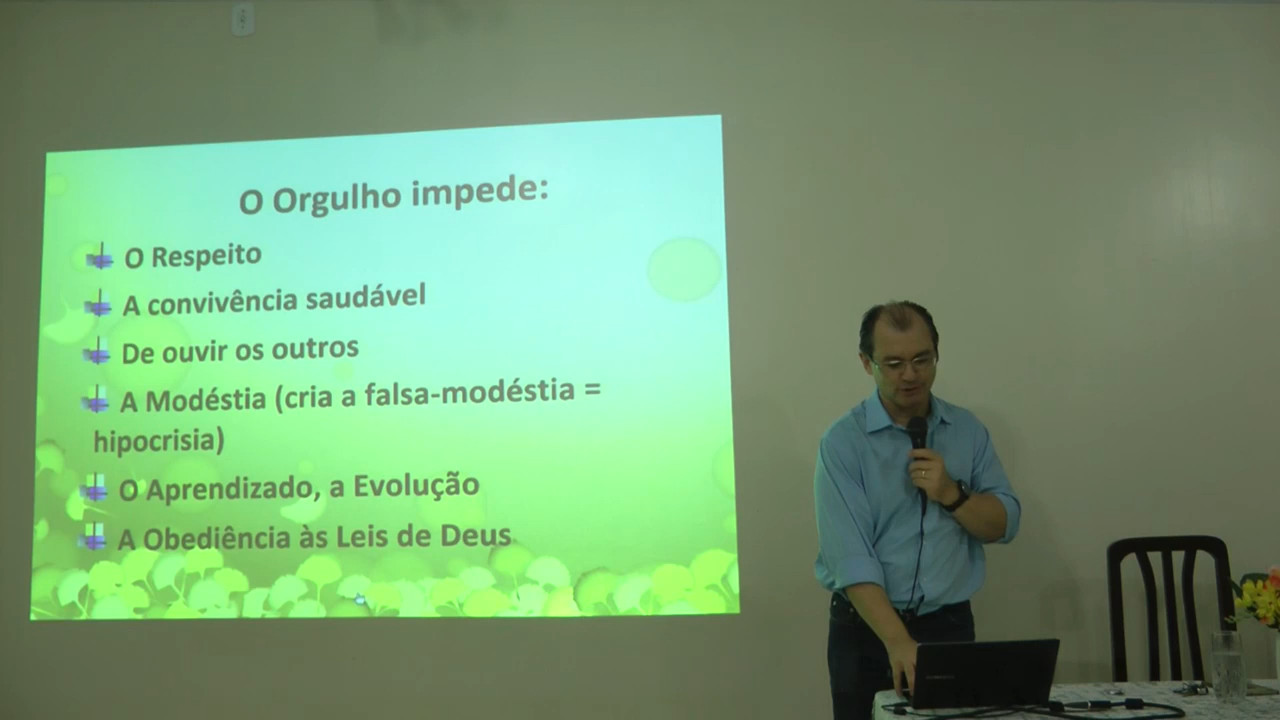 O Orgulho impede:
O Respeito
A convivência saudável
De ouvir os outros
A Modéstia (cria a falsa-modéstia =
hipocrisia)
O Aprendizado, a Evolução
A Obediência às Leis de Deus